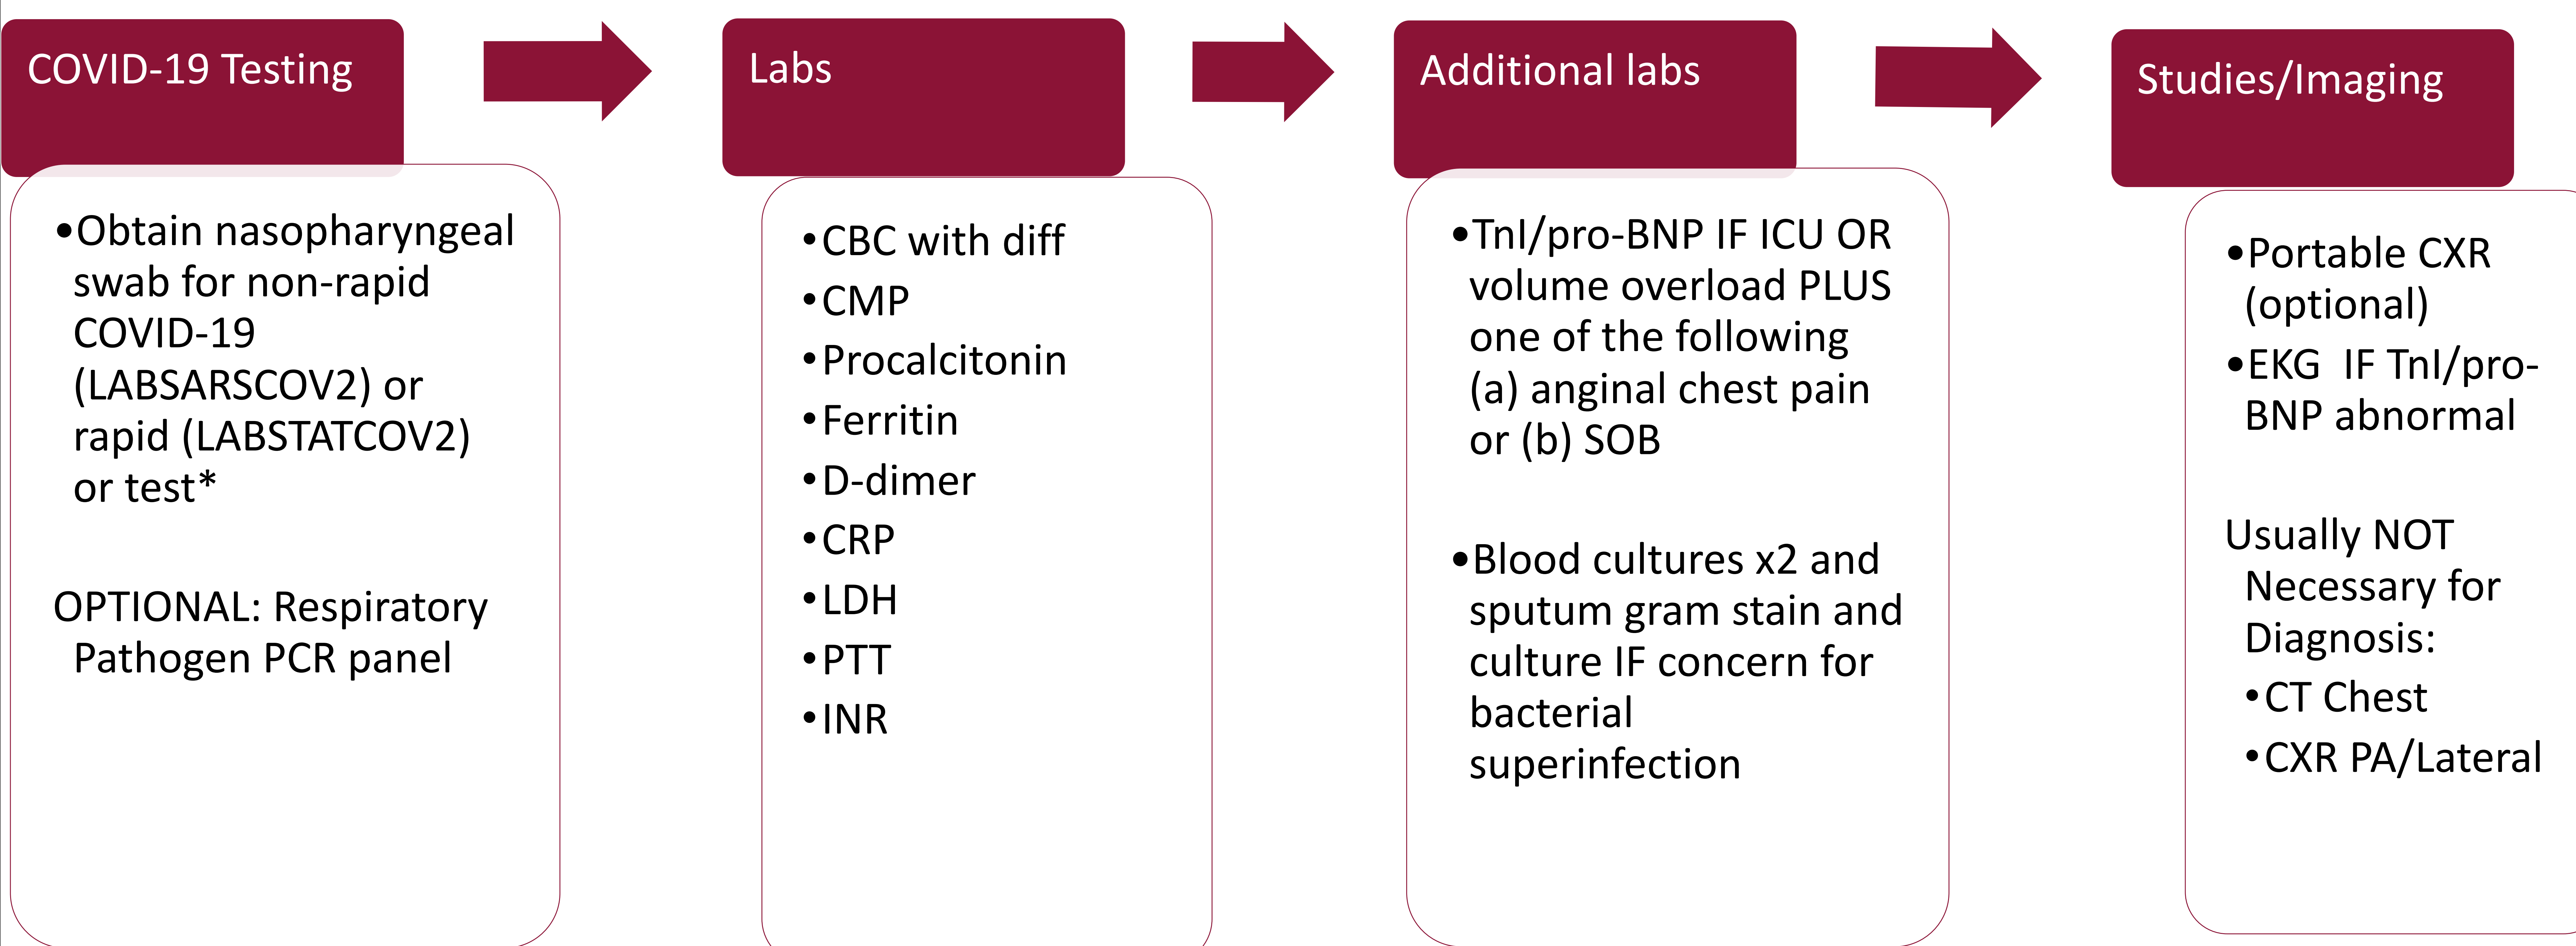 COVID-19 Testing
•Obtain nasopharyngeal
swab for non-rapid
COVID-19
(LABSARSCOV2) or
rapid (LABSTATCOV2)
or test*
OPTIONAL: Respiratory
Pathogen PCR panel
Labs
•CBC with diff
•CMP
•Procalcitonin
•Ferritin
•D-dimer
•CRP
•LDH
•PTT
•INR
Additional labs
•TnI/pro-BNP IF ICU OR
volume overload PLUS
one of the following
(a) anginal chest pain
or (b) SOB
•Blood cultures x2 and
sputum gram stain and
culture IF concern for
bacterial
superinfection
Studies/Imaging
•Portable CXR
(optional)
•EKG  IF TnI/pro-
BNP abnormal
Usually NOT
Necessary for
Diagnosis:
•CT Chest
•CXR PA/Lateral